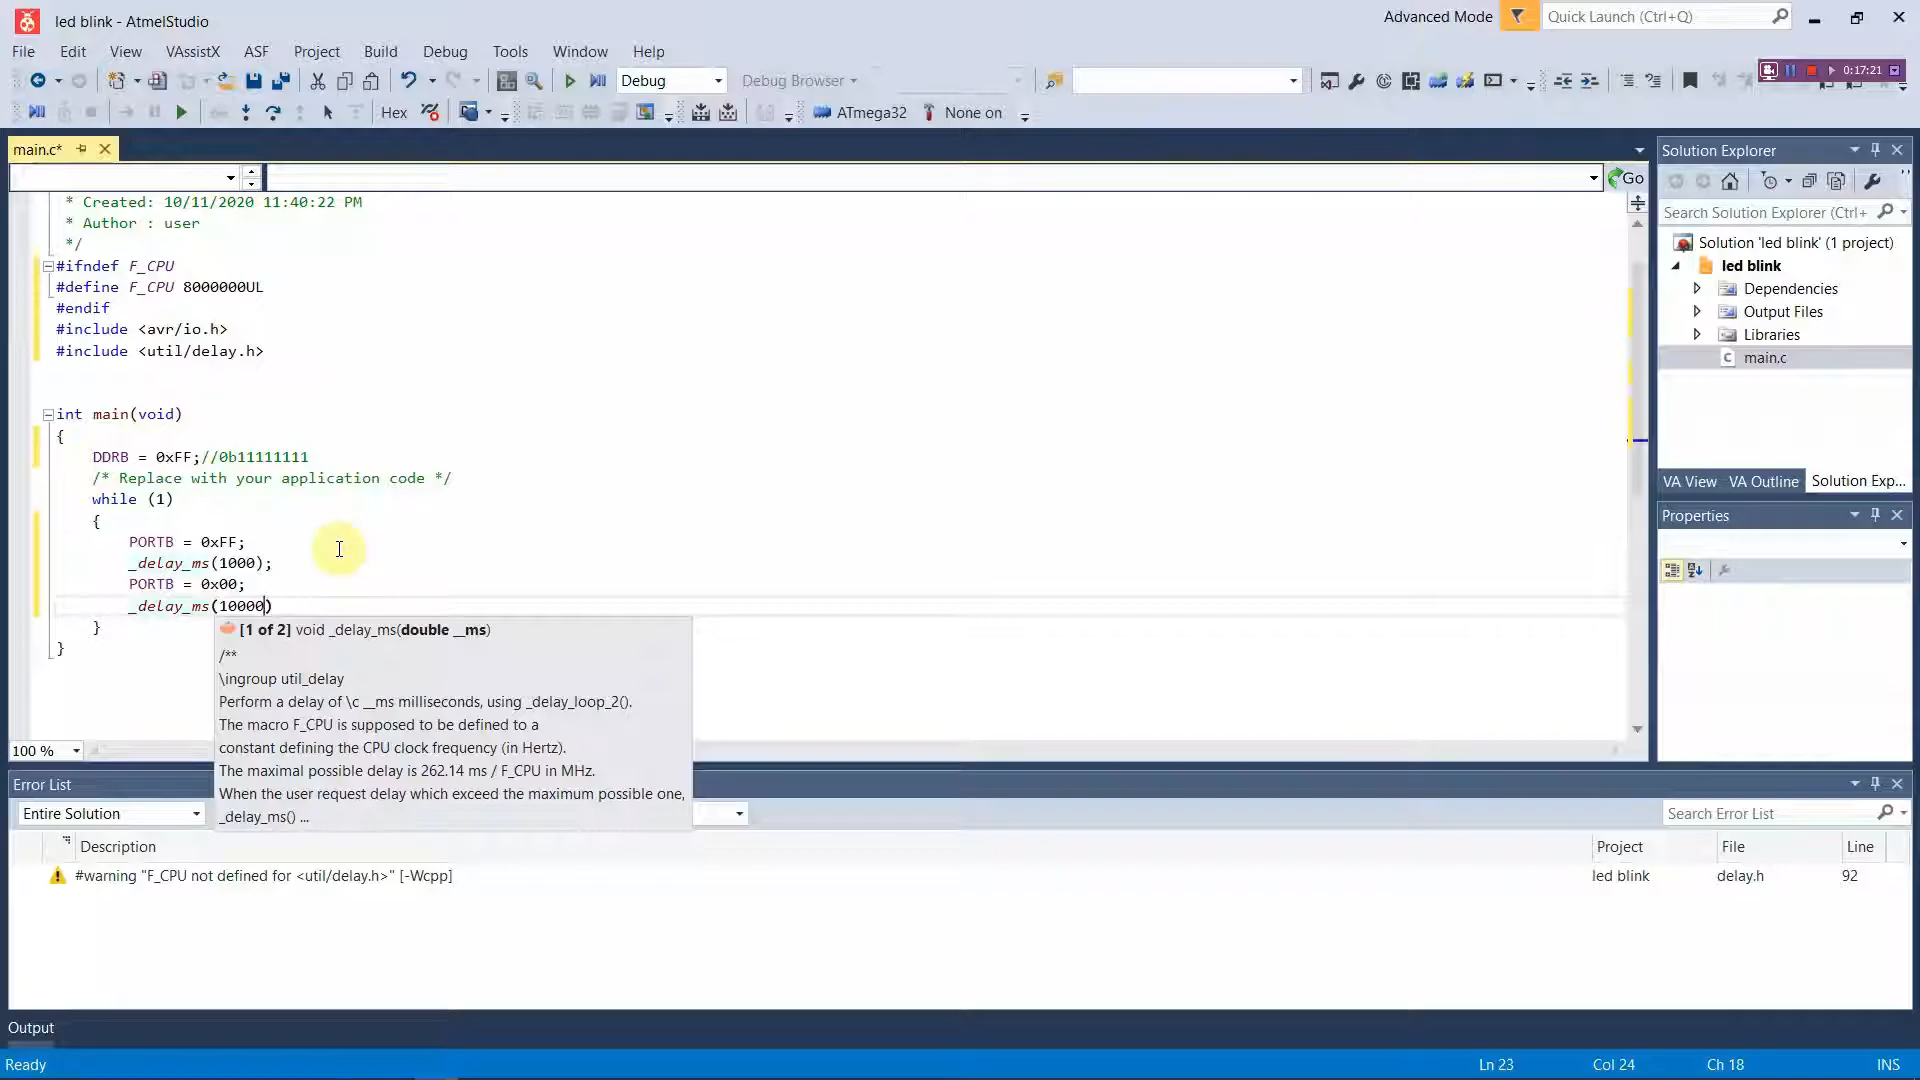 led blink - AtmelStudio
Advanced Mode
Quick Launch (Ctrl+Q)
File Edit View VAssistX ASF Project Build Debug Tools Window Help
Debug
Debug Browser
0:17:21
Hex
ATmega32
None on
main.c*
Go
* Created: 10/11/2020 11:40:22 PM
* Author : user
*/
#ifndef F_CPU
#define F_CPU 8000000UL
#endif
#include <avr/io.h>
#include <util/delay.h>
int main(void)
{
DDRB = 0xFF;//0b11111111
/* Replace with your application code */
while (1)
{
PORTB = 0xFF;
_delay_ms(1000);
PORTB = 0x00;
_delay_ms(10000)
}
}
[1 of 2] void _delay_ms(double __ms)
/**
\ingroup util_delay
Perform a delay of \c __ms milliseconds, using _delay_loop_2().
The macro F_CPU is supposed to be defined to a
constant defining the CPU clock frequency (in Hertz).
The maximal possible delay is 262.14 ms / F_CPU in MHz.
When the user request delay which exceed the maximum possible one,
_delay_ms() ...
100 %
Solution Explorer
Search Solution Explorer (Ctrl+
Solution 'led blink' (1 project)
led blink
Dependencies
Output Files
Libraries
main.c
VA View VA Outline Solution Exp...
Properties
Error List
Entire Solution
Search Error List
Description Project File Line
#warning "F_CPU not defined for <util/delay.h>" [-Wcpp] led blink delay.h 92
Output
Ready Ln 23 Col 24 Ch 18 INS